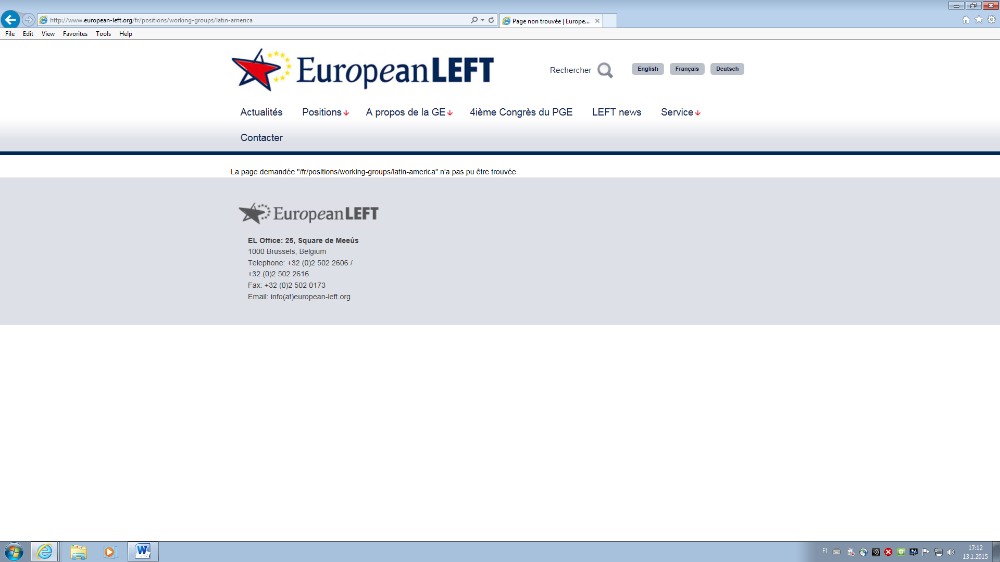 http://www.european-left.org/fr/positions/working-groups/latin-america
Page non trouvée | Europe...
File Edit View Favorites Tools Help
EuropeanLEFT
Rechercher
English Français Deutsch
Actualités Positions A propos de la GE 4ième Congrès du PGE LEFT news Service
Contacter
La page demandée "/fr/positions/working-groups/latin-america" n'a pas pu être trouvée.
EuropeanLEFT
EL Office: 25, Square de Meeûs
1000 Brussels, Belgium
Telephone: +32 (0)2 502 2606 /
+32 (0)2 502 2616
Fax: +32 (0)2 502 0173
Email: info(at)european-left.org
FI
17:12
13.1.2015